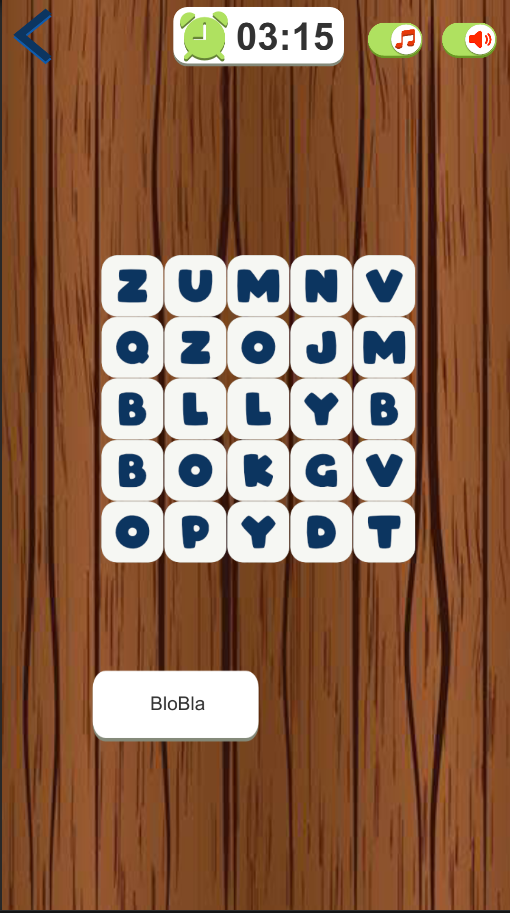 03:15
Z U M N V
Q Z O J M
B L L Y B
B O K G V
O P Y D T
BloBla